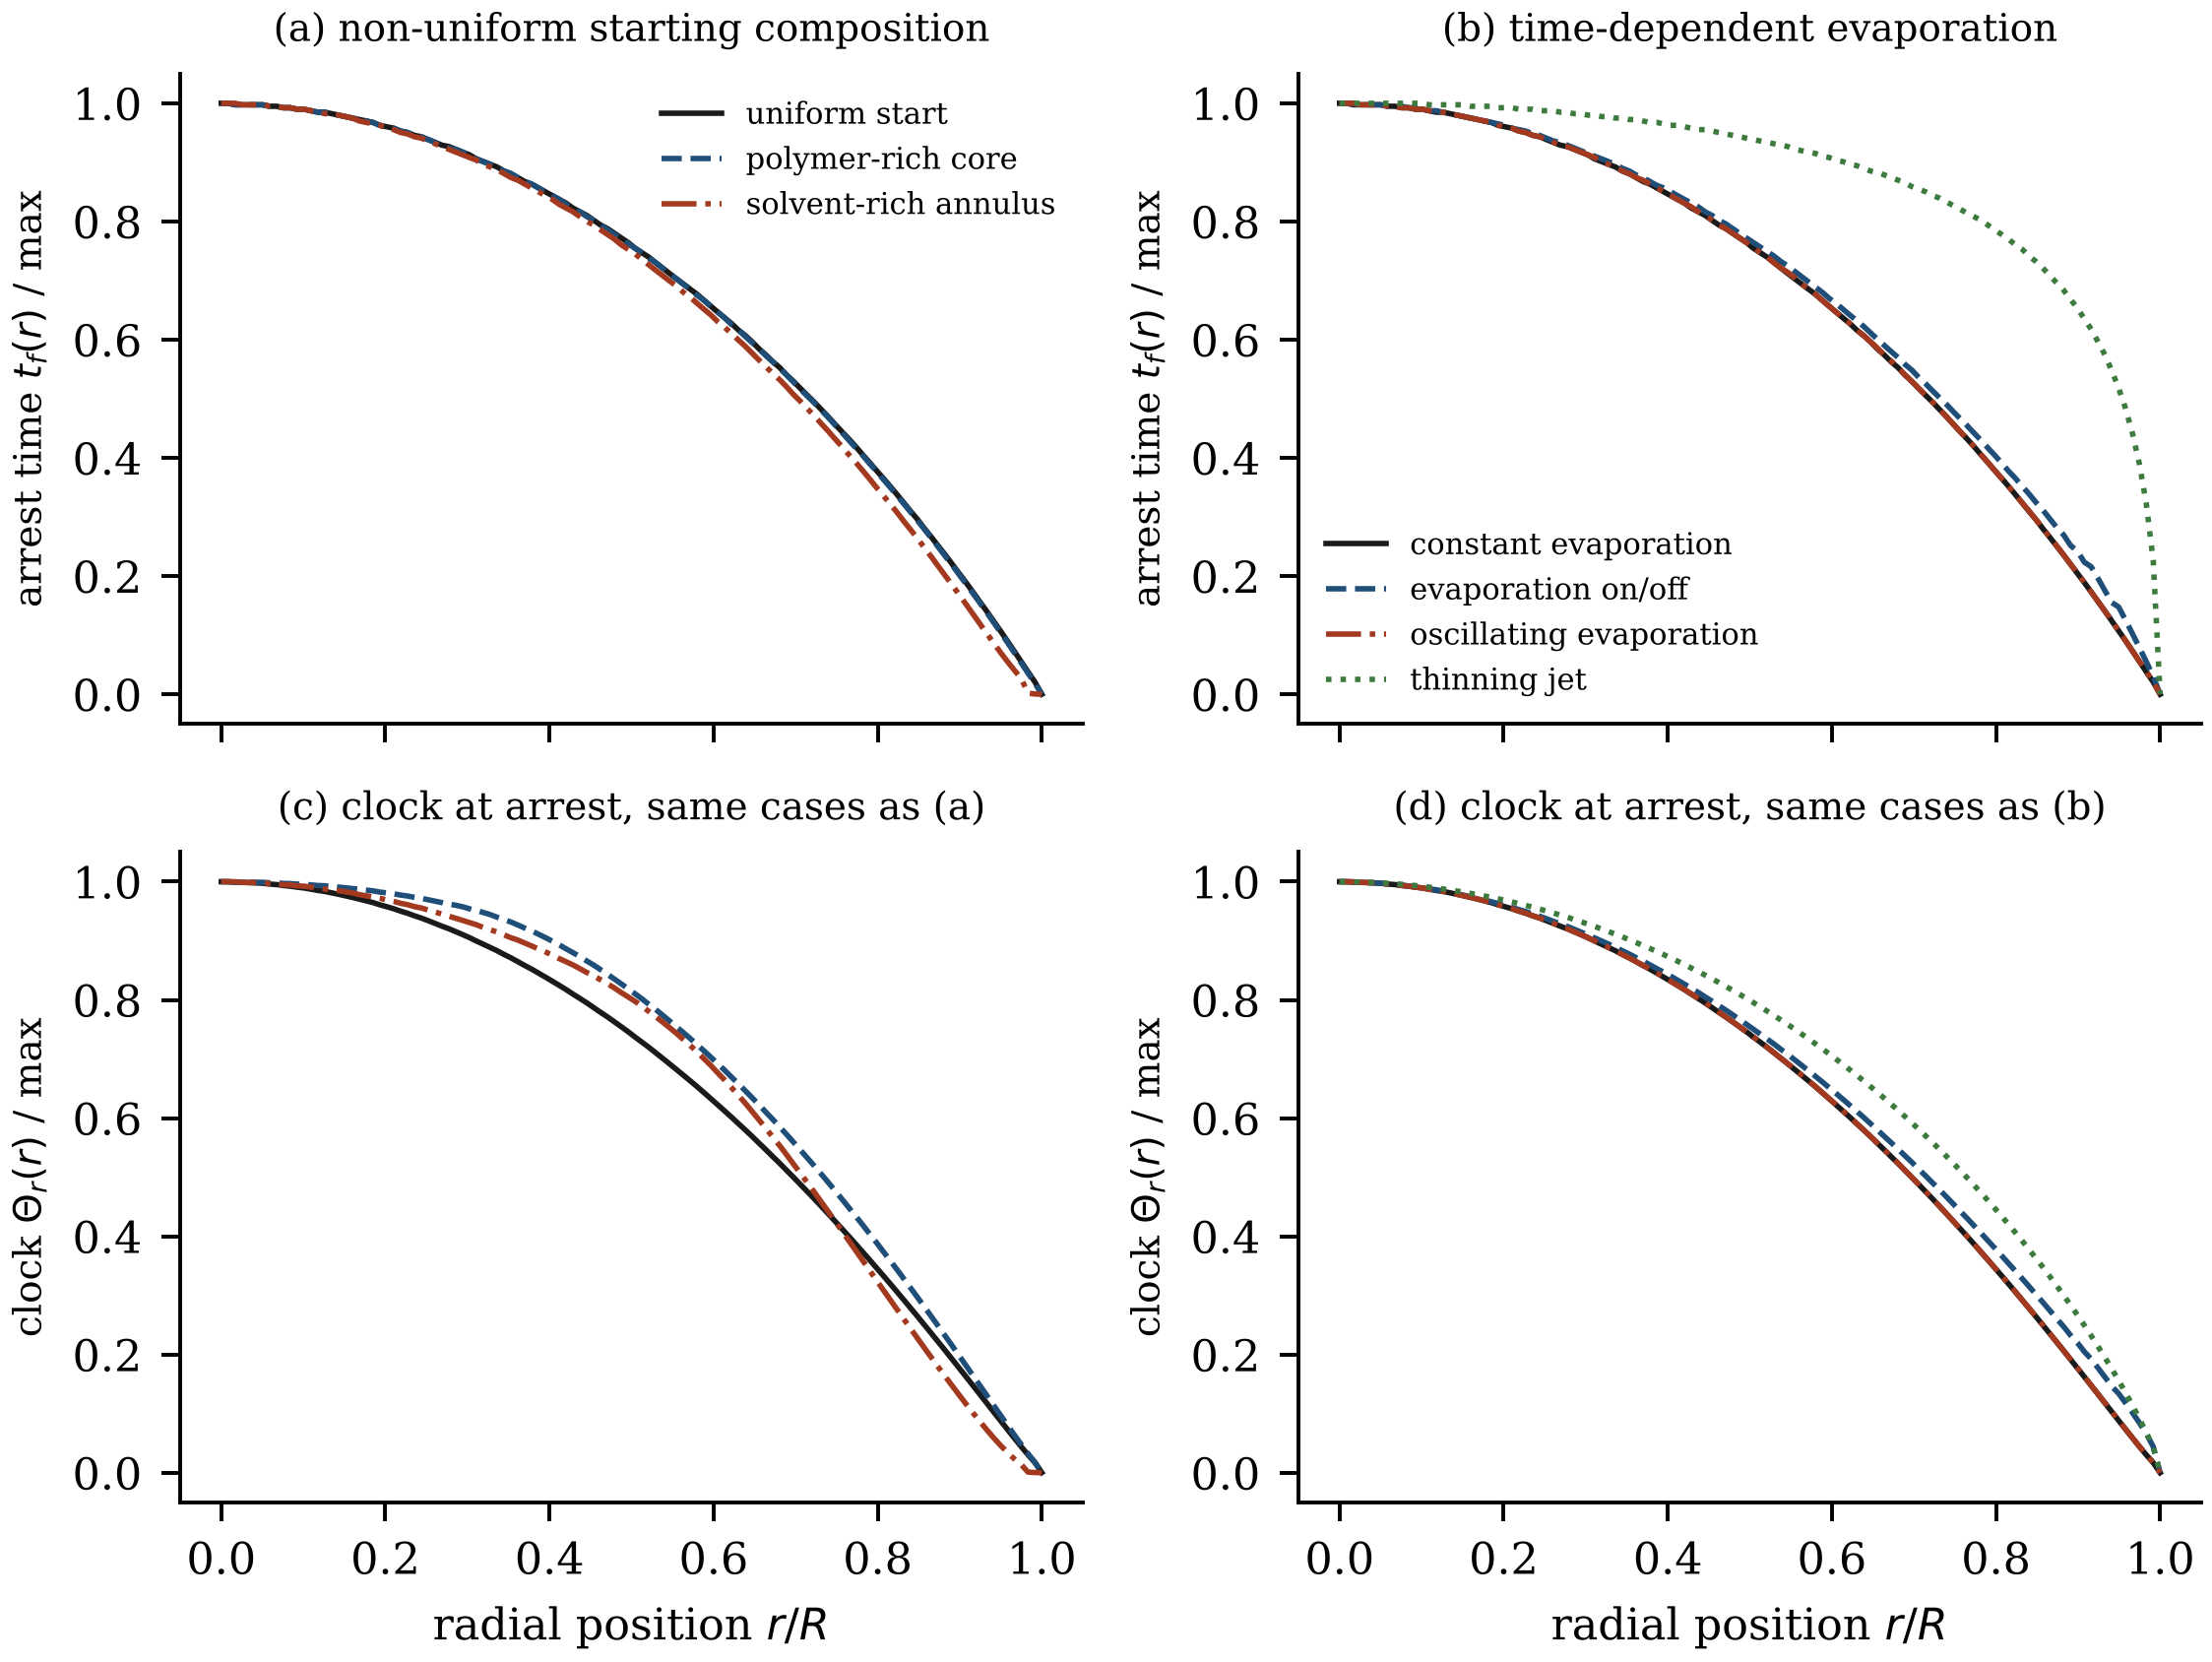 (a) non-uniform starting composition
arrest time t_f(r) / max
1.0
0.8
0.6
0.4
0.2
0.0
uniform start
polymer-rich core
solvent-rich annulus
(b) time-dependent evaporation
arrest time t_f(r) / max
1.0
0.8
0.6
0.4
0.2
0.0
constant evaporation
evaporation on/off
oscillating evaporation
thinning jet
(c) clock at arrest, same cases as (a)
clock Θ_r(r) / max
1.0
0.8
0.6
0.4
0.2
0.0
0.0 0.2 0.4 0.6 0.8 1.0
radial position r/R
(d) clock at arrest, same cases as (b)
clock Θ_r(r) / max
1.0
0.8
0.6
0.4
0.2
0.0
0.0 0.2 0.4 0.6 0.8 1.0
radial position r/R